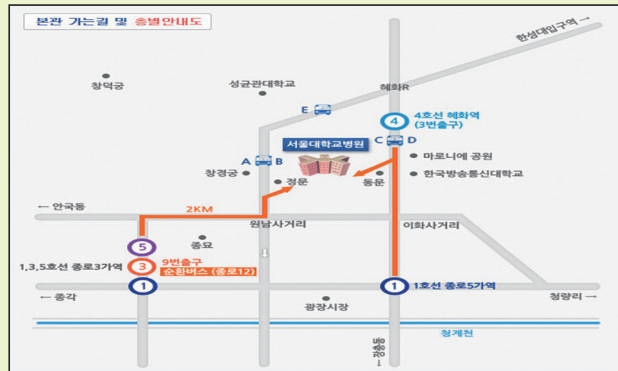 본관 가는길 및 층별안내도
한성대입구역 →
창덕궁
성균관대학교
혜화R
E
4
4호선 혜화역
(3번출구)
서울대학교병원
C D
A B
마로니에 공원
창경궁
정문
동문
한국방송통신대학교
← 안국동
2KM
원남사거리
이화사거리
종묘
5
9번출구
1,3,5호선 종로3가역
3
순환버스 (종로12)
1
1
1호선 종로5가역
← 종각
청량리 →
광장시장
청계천
← 장충동